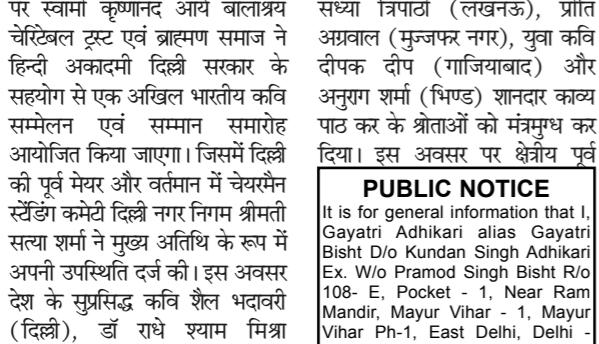 पर स्वामी कृष्णानंद आर्य बालाश्रय
चेरिटेबल ट्रस्ट एवं ब्राह्मण समाज ने
हिन्दी अकादमी दिल्ली सरकार के
सहयोग से एक अखिल भारतीय कवि
सम्मेलन एवं सम्मान समारोह
आयोजित किया जाएगा। जिसमें दिल्ली
की पूर्व मेयर और वर्तमान में चेयरमैन
स्टेंडिंग कमेटी दिल्ली नगर निगम श्रीमती
सत्या शर्मा ने मुख्य अतिथि के रूप में
अपनी उपस्थिति दर्ज की। इस अवसर
देश के सुप्रसिद्ध कवि शैल भदावरी
(दिल्ली), डॉ राधे श्याम मिश्रा
संध्या त्रिपाठी (लखनऊ), प्रीति
अग्रवाल (मुज्जफर नगर), युवा कवि
दीपक दीप (गाजियाबाद) और
अनुराग शर्मा (भिण्ड) शानदार काव्य
पाठ कर के श्रोताओं को मंत्रमुग्ध कर
दिया। इस अवसर पर क्षेत्रीय पूर्व
PUBLIC NOTICE
It is for general information that I,
Gayatri Adhikari alias Gayatri
Bisht D/o Kundan Singh Adhikari
Ex. W/o Pramod Singh Bisht R/o
108- E, Pocket - 1, Near Ram
Mandir, Mayur Vihar - 1, Mayur
Vihar Ph-1, East Delhi, Delhi -